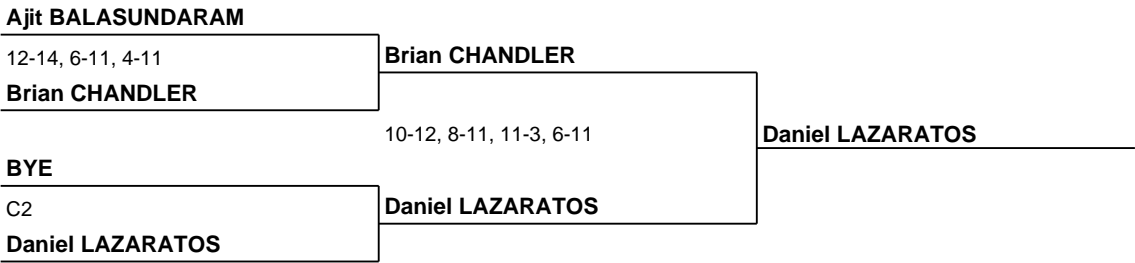 Ajit BALASUNDARAM
12-14, 6-11, 4-11
Brian CHANDLER
Brian CHANDLER
10-12, 8-11, 11-3, 6-11
Daniel LAZARATOS
BYE
C2
Daniel LAZARATOS
Daniel LAZARATOS